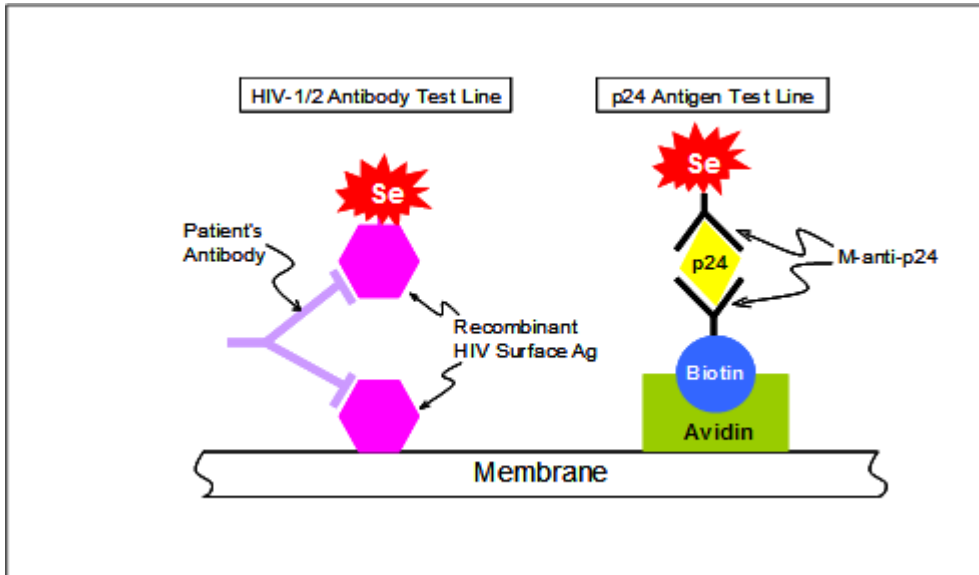 HIV-1/2 Antibody Test Line
p24 Antigen Test Line
Se
Se
Patient's
Antibody
p24
M-anti-p24
Recombinant
HIV Surface Ag
Biotin
Avidin
Membrane